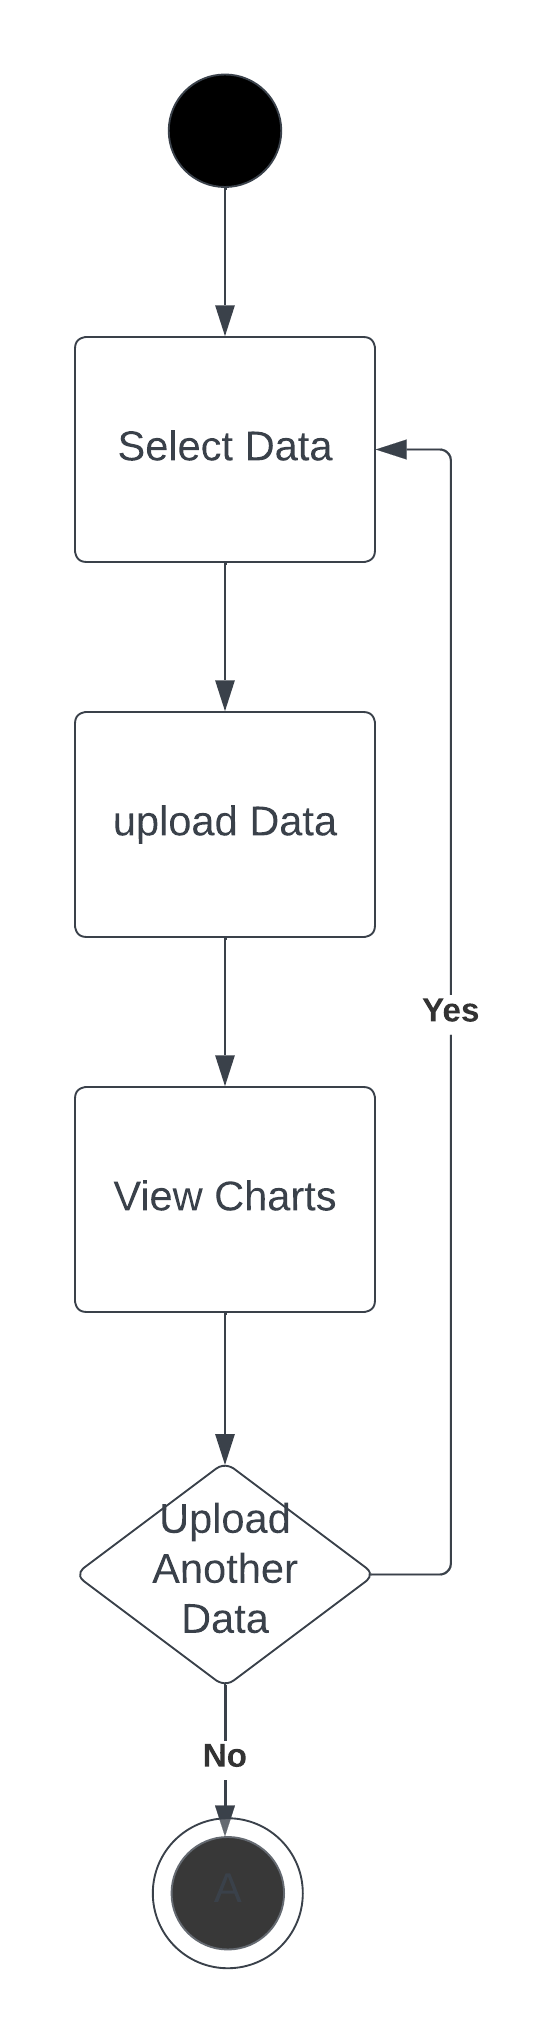 Select Data
upload Data
Yes
View Charts
Upload
Another
Data
No
A